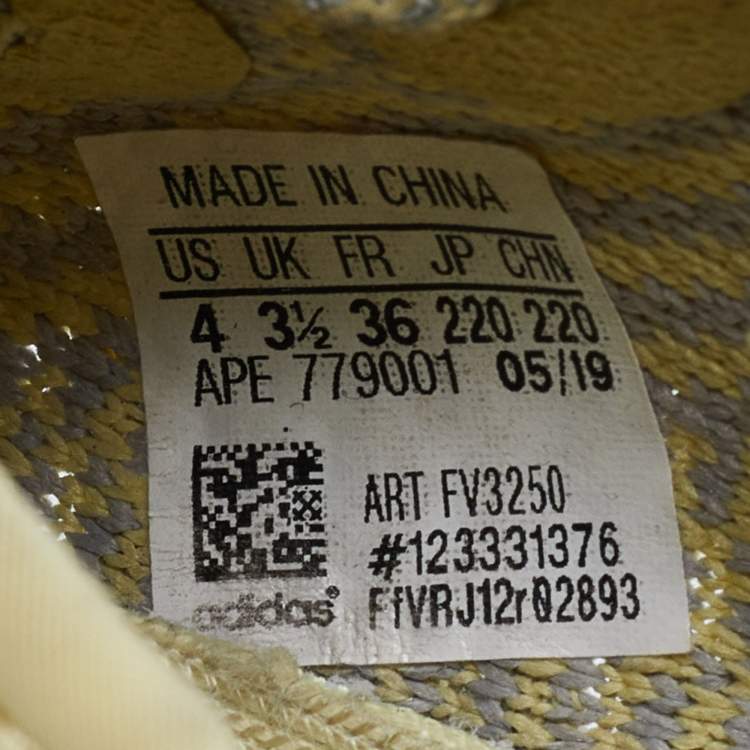 MADE IN CHINA
US UK FR JP CHN
4 3½ 36 220 220
APE 779001 05/19
ART FV3250
#123331376
adidas®